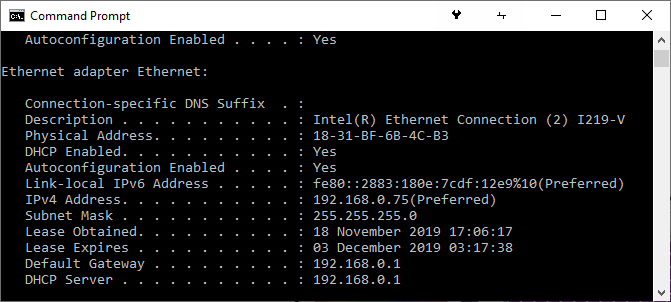 Command Prompt
   Autoconfiguration Enabled . . . . : Yes
Ethernet adapter Ethernet:
   Connection-specific DNS Suffix  . :
   Description . . . . . . . . . . . : Intel(R) Ethernet Connection (2) I219-V
   Physical Address. . . . . . . . . : 18-31-BF-6B-4C-B3
   DHCP Enabled. . . . . . . . . . . : Yes
   Autoconfiguration Enabled . . . . : Yes
   Link-local IPv6 Address . . . . . : fe80::2883:180e:7cdf:12e9%10(Preferred)
   IPv4 Address. . . . . . . . . . . : 192.168.0.75(Preferred)
   Subnet Mask . . . . . . . . . . . : 255.255.255.0
   Lease Obtained. . . . . . . . . . : 18 November 2019 17:06:17
   Lease Expires . . . . . . . . . . : 03 December 2019 03:17:38
   Default Gateway . . . . . . . . . : 192.168.0.1
   DHCP Server . . . . . . . . . . . : 192.168.0.1